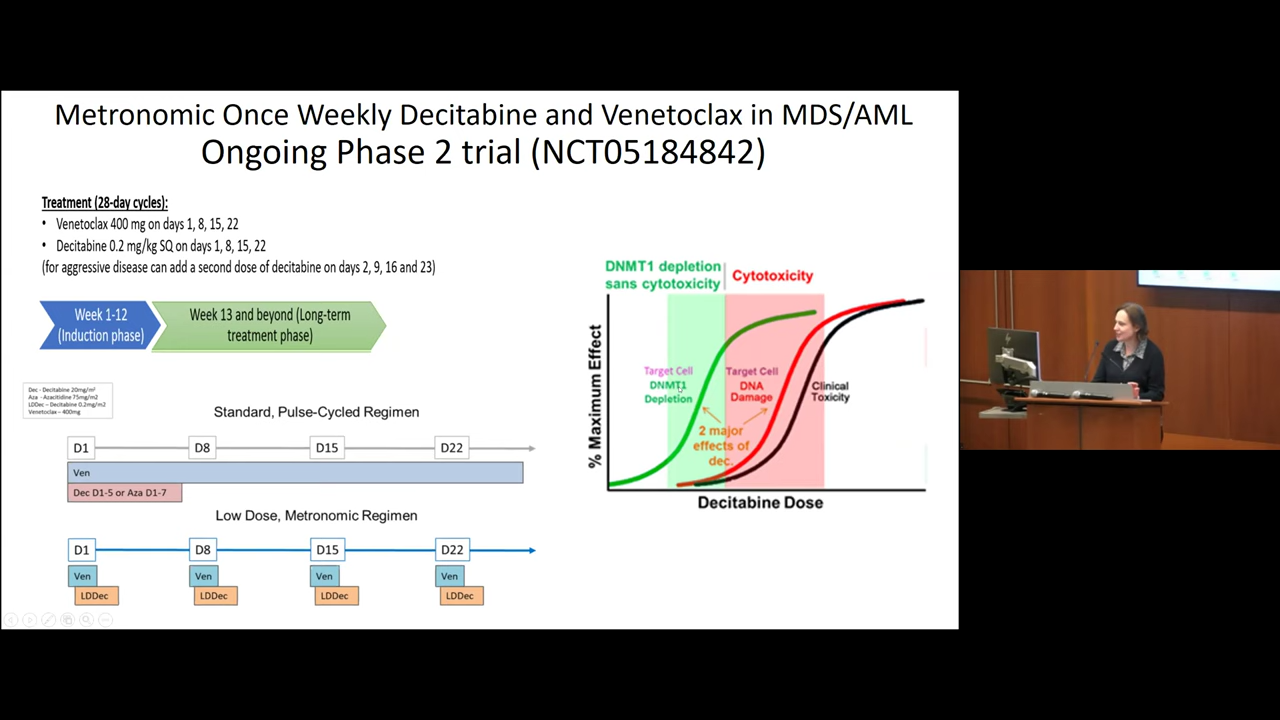 Metronomic Once Weekly Decitabine and Venetoclax in MDS/AML
Ongoing Phase 2 trial (NCT05184842)
Treatment (28-day cycles):
• Venetoclax 400 mg on days 1, 8, 15, 22
• Decitabine 0.2 mg/kg SQ on days 1, 8, 15, 22
(for aggressive disease can add a second dose of decitabine on days 2, 9, 16 and 23)
Week 1-12
(Induction phase)
Week 13 and beyond (Long-term
treatment phase)
Dec - Decitabine 20mg/m²
Aza - Azacitidine 75mg/m2
LDDec – Decitabine 0.2mg/m2
Venetoclax – 400mg
Standard, Pulse-Cycled Regimen
D1 D8 D15 D22
Ven
Dec D1-5 or Aza D1-7
Low Dose, Metronomic Regimen
D1 D8 D15 D22
Ven Ven Ven Ven
LDDec LDDec LDDec LDDec
DNMT1 depletion
sans cytotoxicity
Cytotoxicity
% Maximum Effect
Target Cell
DNMT1
Depletion
Target Cell
DNA
Damage
Clinical
Toxicity
2 major
effects of
dec.
Decitabine Dose